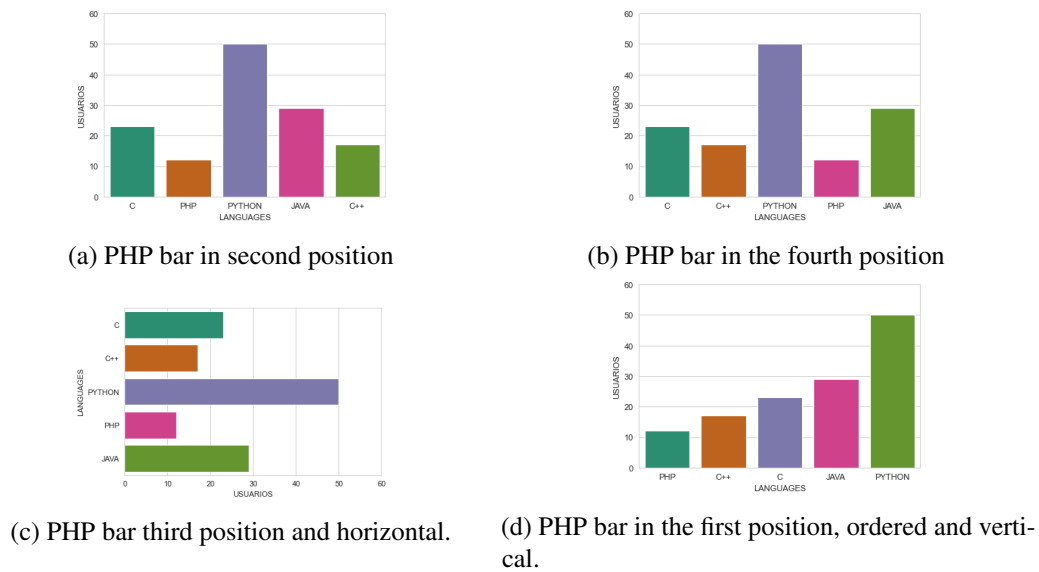 60
50
40
30
20
10
0
USUARIOS
C PHP PYTHON JAVA C++
LANGUAGES
(a) PHP bar in second position
60
50
40
30
20
10
0
USUARIOS
C C++ PYTHON PHP JAVA
LANGUAGES
(b) PHP bar in the fourth position
C
C++
PYTHON
PHP
JAVA
LANGUAGES
0 10 20 30 40 50 60
USUARIOS
(c) PHP bar third position and horizontal.
60
50
40
30
20
10
0
USUARIOS
PHP C++ C JAVA PYTHON
LANGUAGES
(d) PHP bar in the first position, ordered and verti-
cal.